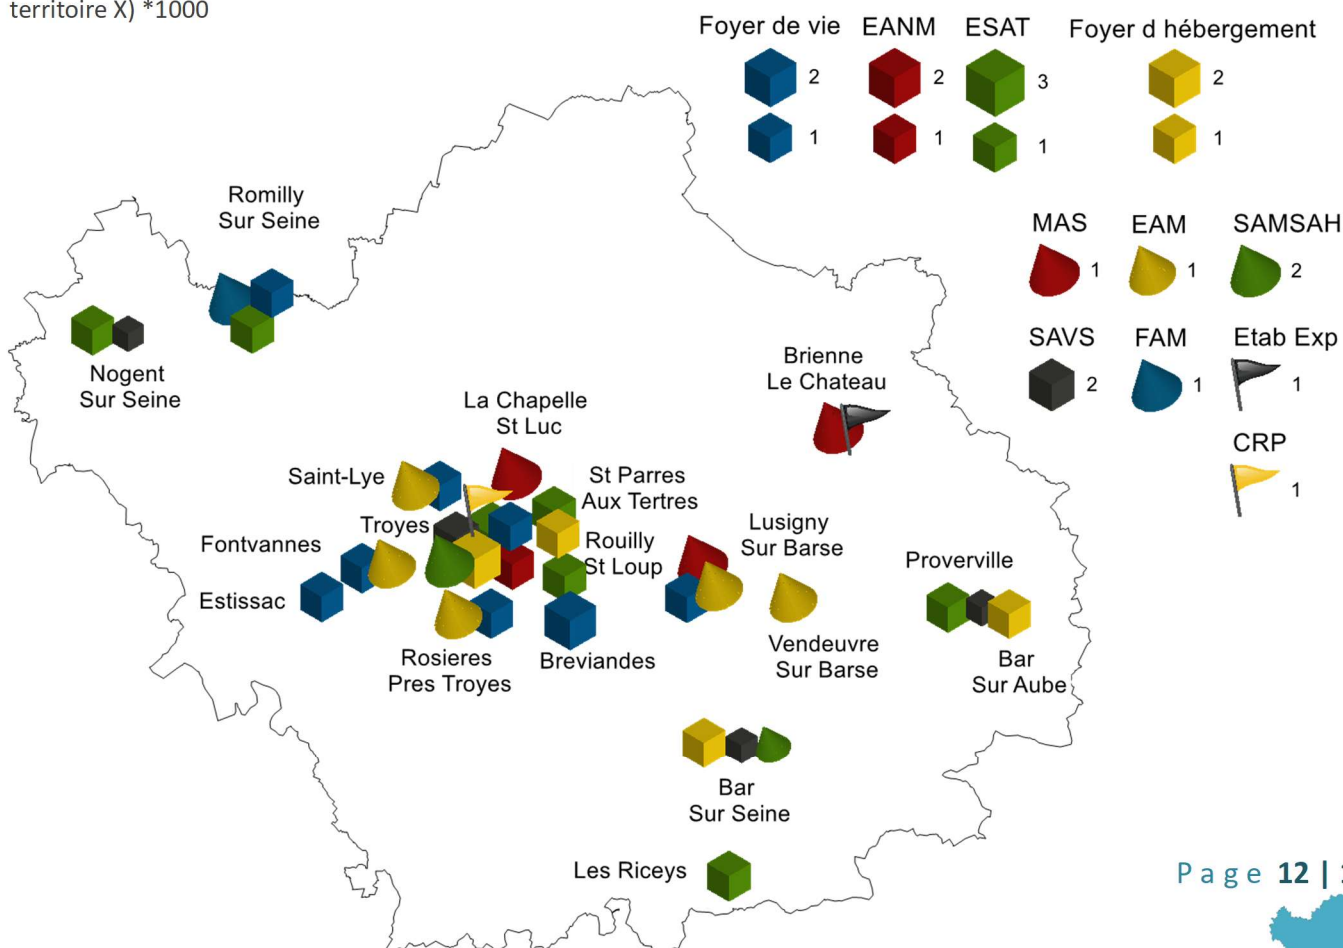 territoire X) *1000
Foyer de vie
EANM
ESAT
Foyer d hébergement
2
2
3
2
1
1
1
1
MAS
EAM
SAMSAH
1
1
2
SAVS
FAM
Etab Exp
2
1
1
CRP
1
Romilly
Sur Seine
Nogent
Sur Seine
Brienne
Le Chateau
La Chapelle
St Luc
Saint-Lye
St Parres
Aux Tertres
Troyes
Rouilly
St Loup
Lusigny
Sur Barse
Fontvannes
Estissac
Proverville
Rosieres
Pres Troyes
Breviandes
Vendeuvre
Sur Barse
Bar
Sur Aube
Bar
Sur Seine
Les Riceys
Page 12 |